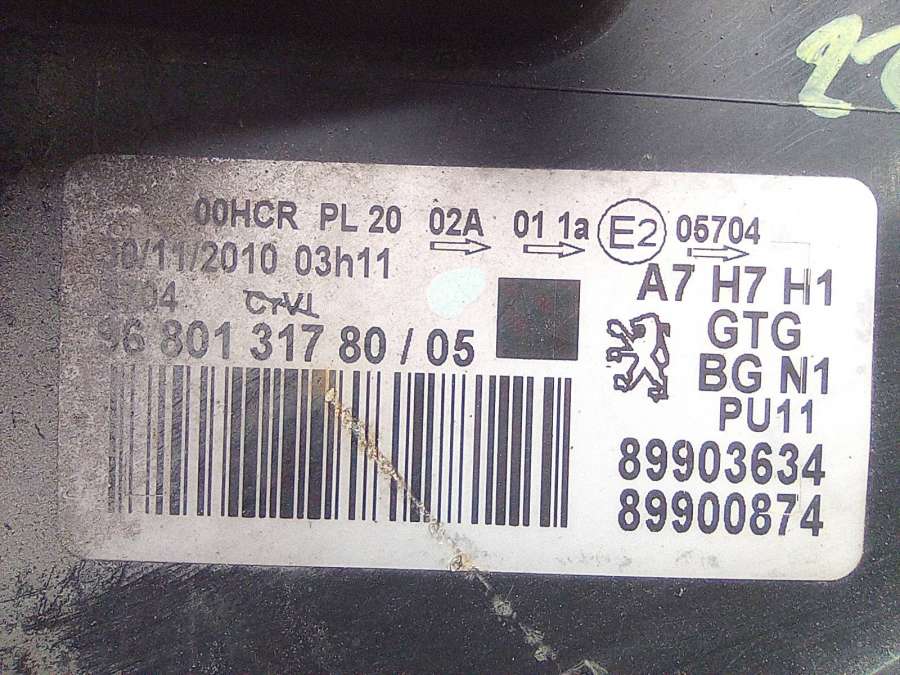 00HCR PL 20 02A 01 1a E2 05704
/11/2010 03h11
A7 H7 H1
704 CrVL
GTG
96 801 317 80 / 05
BG N1
PU11
89903634
89900874